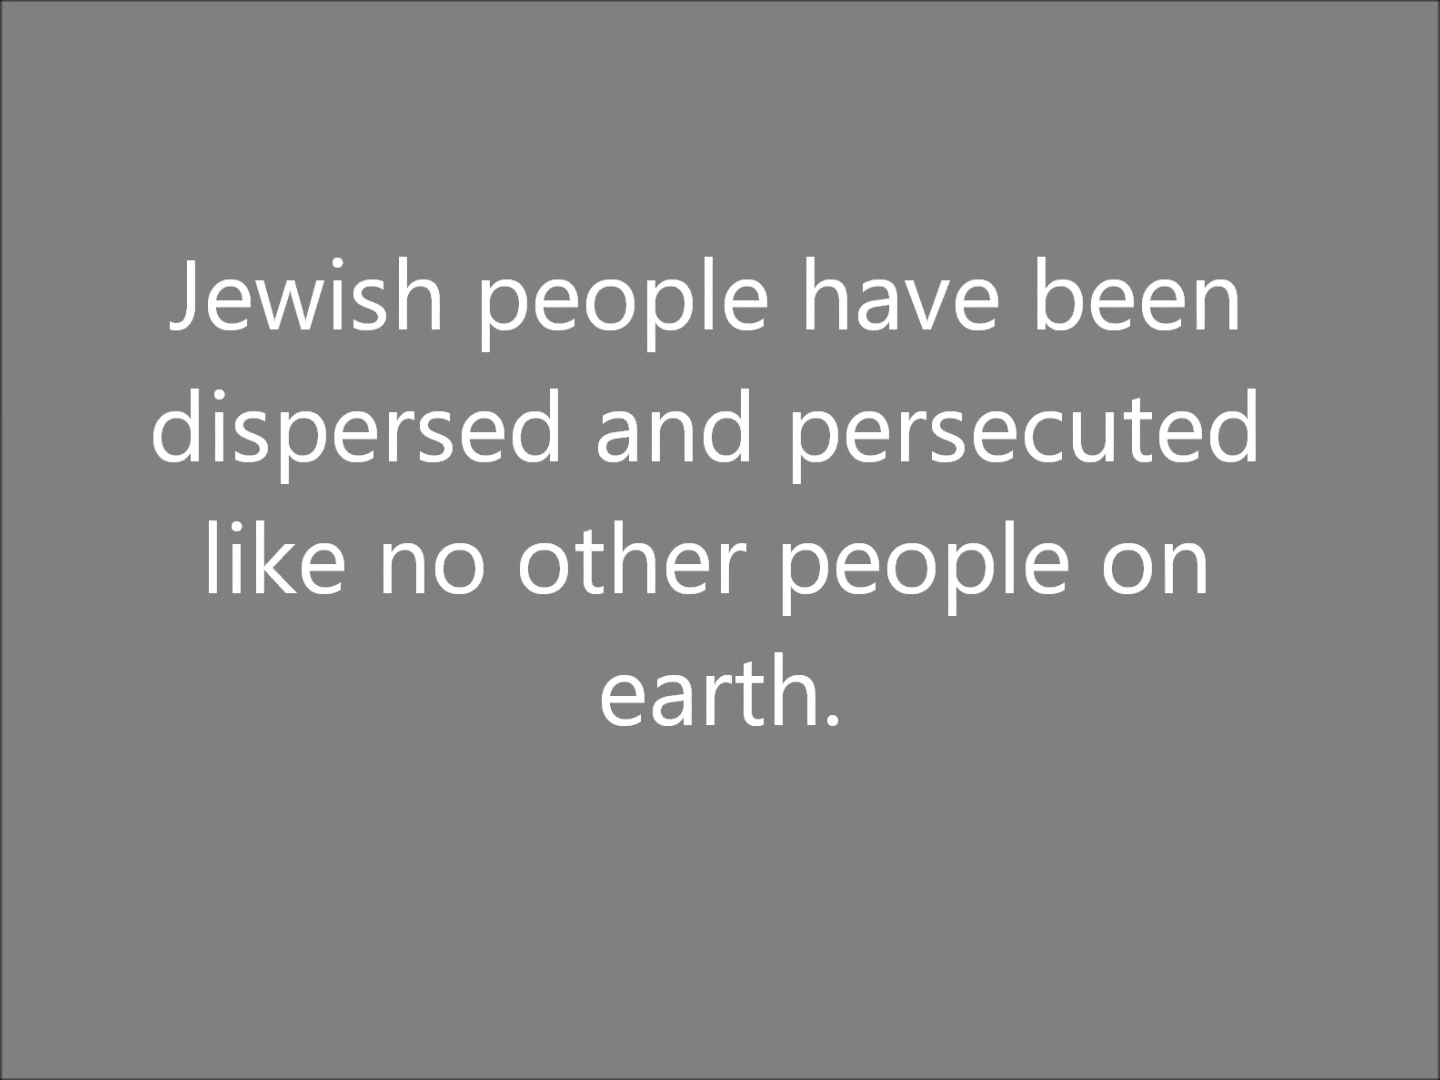 Jewish people have been
dispersed and persecuted
like no other people on
earth.